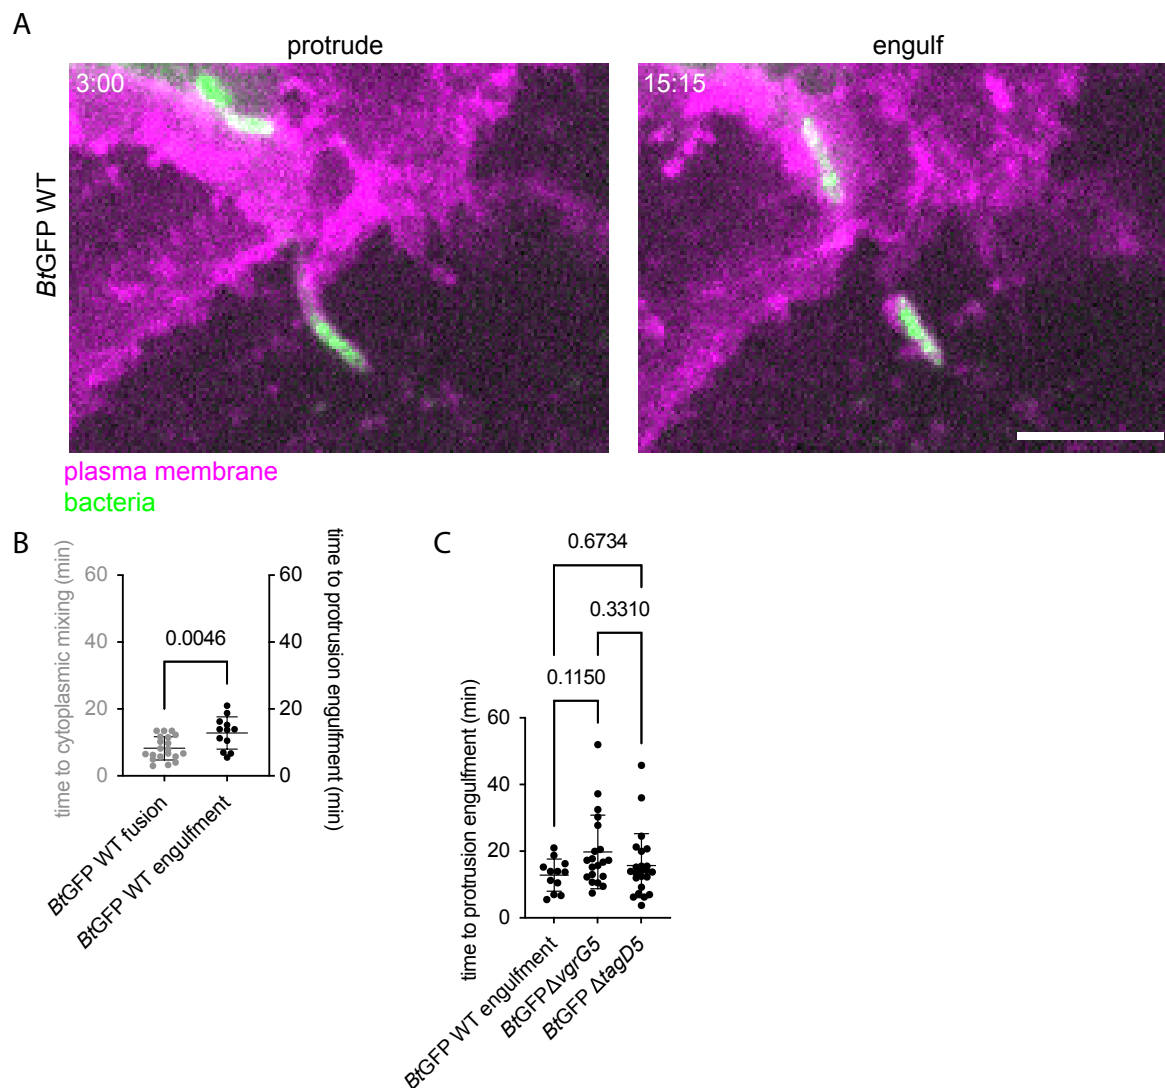 A
protrude
engulf
3:00
15:15
BtGFP WT
plasma membrane
bacteria
B
time to cytoplasmic mixing (min)
60
40
20
0
0.0046
60
40
20
0
time to protrusion engulfment (min)
BtGFP WT fusion
BtGFP WT engulfment
C
0.6734
0.3310
0.1150
time to protrusion engulfment (min)
60
40
20
0
BtGFP WT engulfment
BtGFPΔvgrG5
BtGFP ΔtagD5